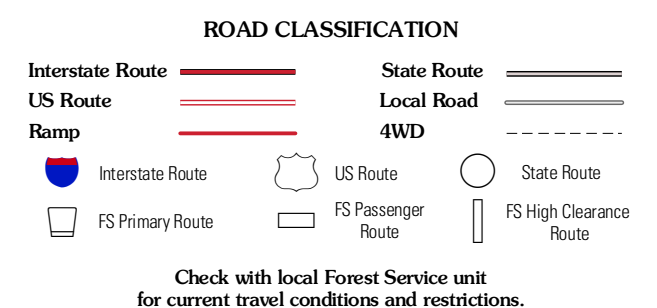 ROAD CLASSIFICATION
Interstate Route
State Route
US Route
Local Road
Ramp
4WD
Interstate Route
US Route
State Route
FS Primary Route
FS Passenger
Route
FS High Clearance
Route
Check with local Forest Service unit
for current travel conditions and restrictions.